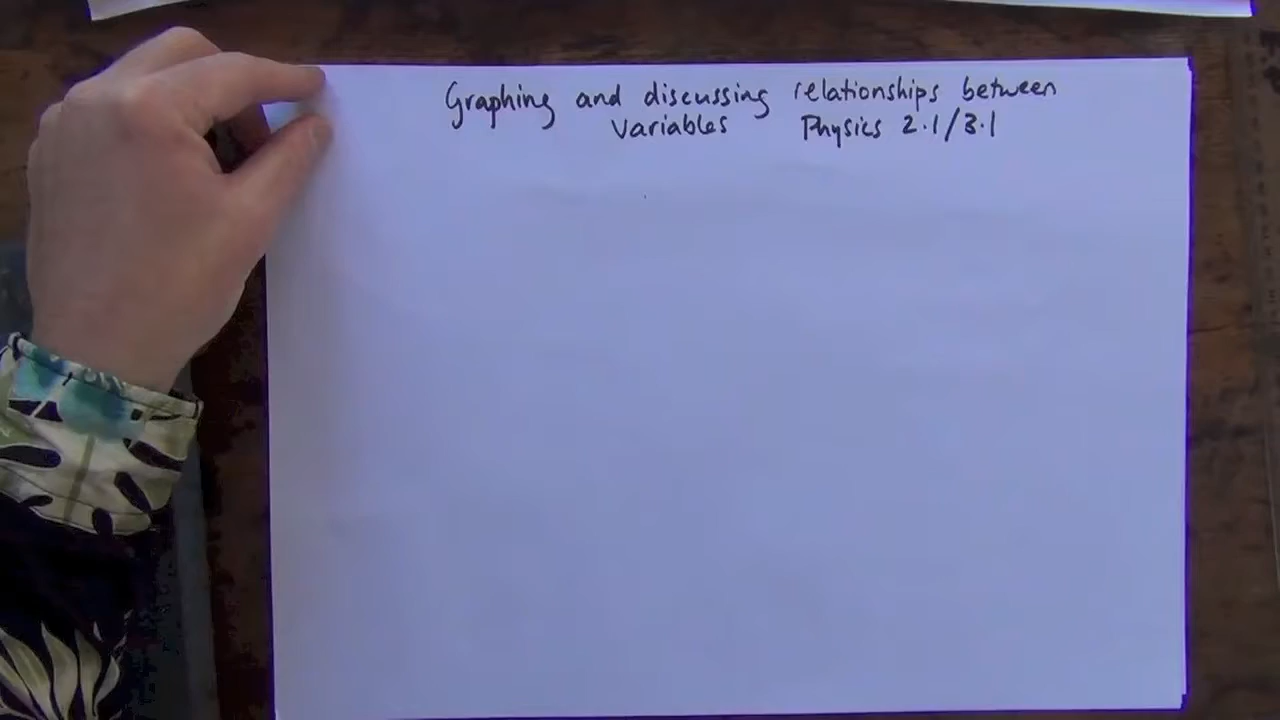 Graphing and discussing relationships between
variables Physics 2.1/3.1